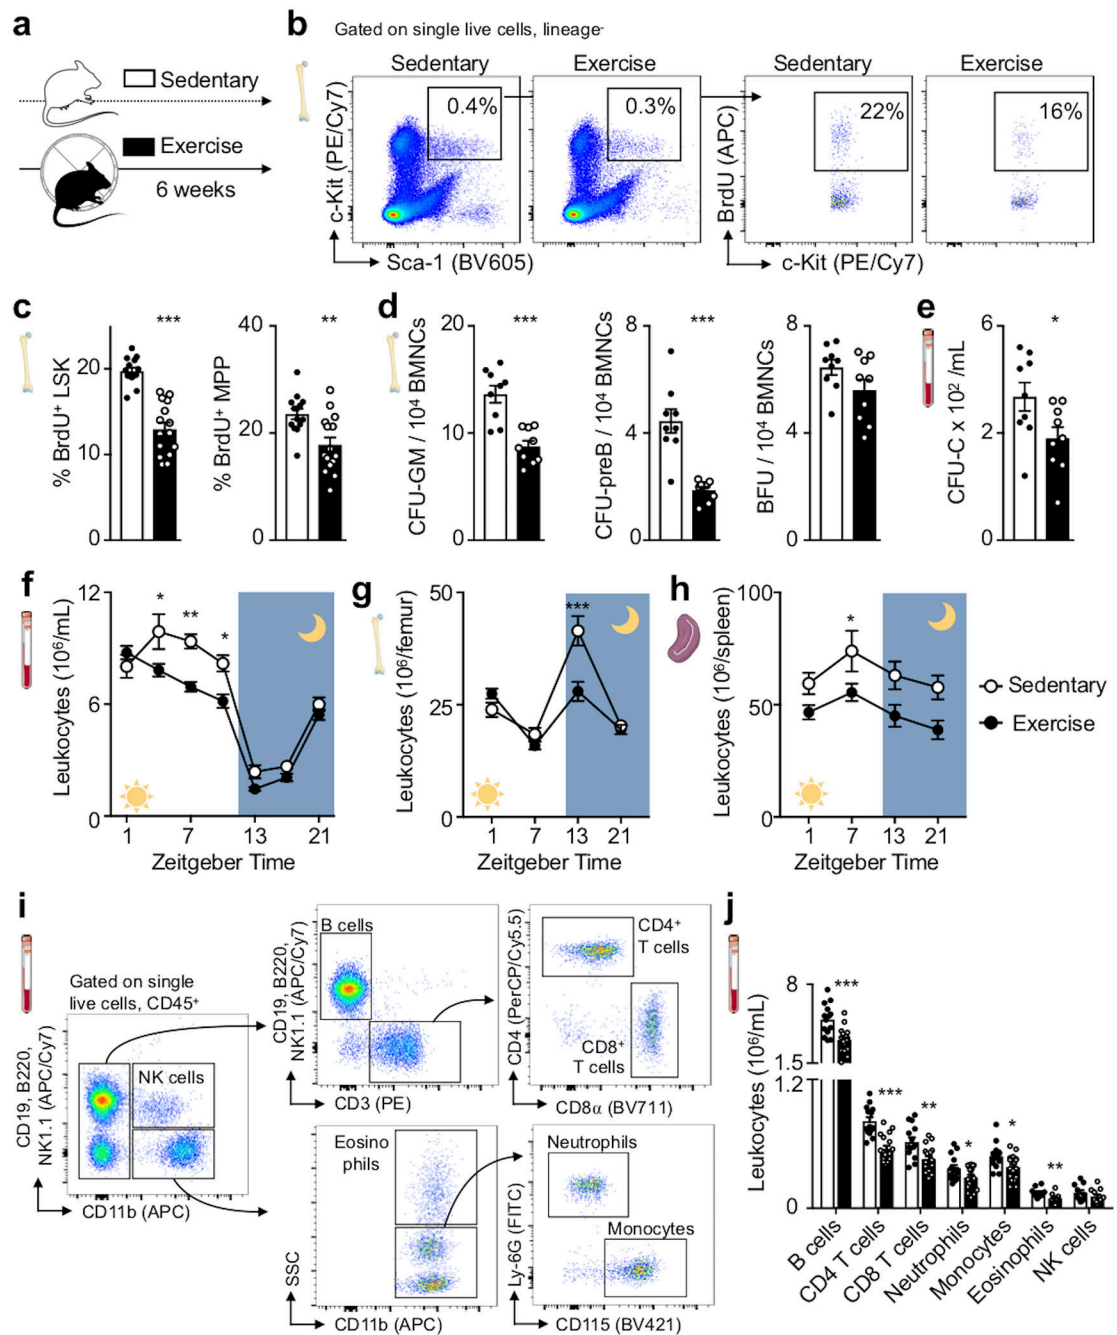 a
Sedentary
Exercise
6 weeks
b
Gated on single live cells, lineage-
Sedentary
Exercise
Sedentary
Exercise
0.4%
0.3%
22%
16%
c-Kit (PE/Cy7)
Sca-1 (BV605)
BrdU (APC)
c-Kit (PE/Cy7)
c
% BrdU⁺ LSK
0
10
20
***
% BrdU⁺ MPP
0
20
40
**
d
CFU-GM / 10⁴ BMNCs
0
10
20
***
CFU-preB / 10⁴ BMNCs
0
4
8
***
BFU / 10⁴ BMNCs
0
4
8
e
CFU-C x 10² /mL
0
2
6
*
f
Leukocytes (10⁶/mL)
12
6
0
*
**
*
1
7
13
21
Zeitgeber Time
g
Leukocytes (10⁶/femur)
50
25
0
***
1
7
13
21
Zeitgeber Time
h
Leukocytes (10⁶/spleen)
100
50
0
*
1
7
13
21
Zeitgeber Time
Sedentary
Exercise
i
Gated on single
live cells, CD45⁺
NK cells
CD19, B220,
NK1.1 (APC/Cy7)
CD11b (APC)
B cells
CD19, B220,
NK1.1 (APC/Cy7)
CD3 (PE)
CD4⁺
T cells
CD8⁺
T cells
CD4 (PerCP/Cy5.5)
CD8α (BV711)
Eosino
phils
SSC
CD11b (APC)
Neutrophils
Monocytes
Ly-6G (FITC)
CD115 (BV421)
j
Leukocytes (10⁶/mL)
8
1.5
1.2
0
***
***
**
*
*
**
B cells
CD4 T cells
CD8 T cells
Neutrophils
Monocytes
Eosinophils
NK cells